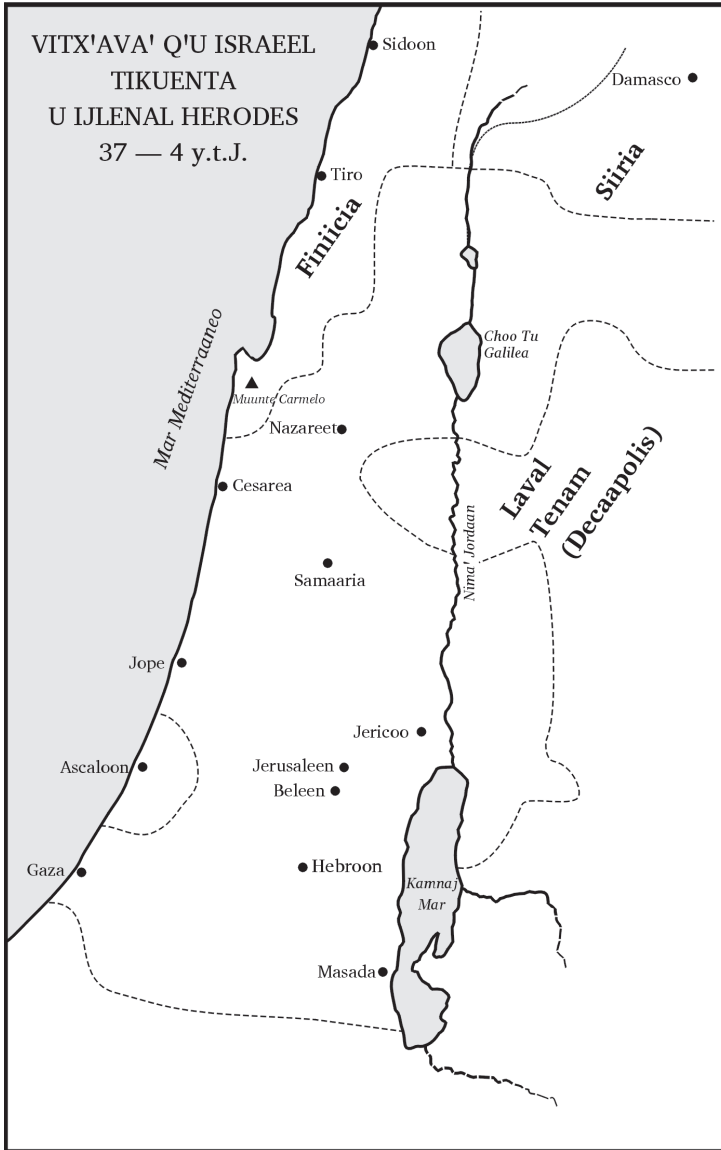 VITX'AVA' Q'U ISRAEEL
TIKUENTA
U IJLENAL HERODES
37 — 4 y.t.J.
Sidoon
Damasco
Tiro
Siiria
Finiicia
Mar Mediterraaneo
Choo Tu
Galilea
Muunte Carmelo
Nazareet
Cesarea
Laval
Tenam
(Decaapolis)
Nima' Jordaan
Samaaria
Jope
Jericoo
Ascaloon
Jerusaleen
Beleen
Gaza
Hebroon
Kamnaj
Mar
Masada